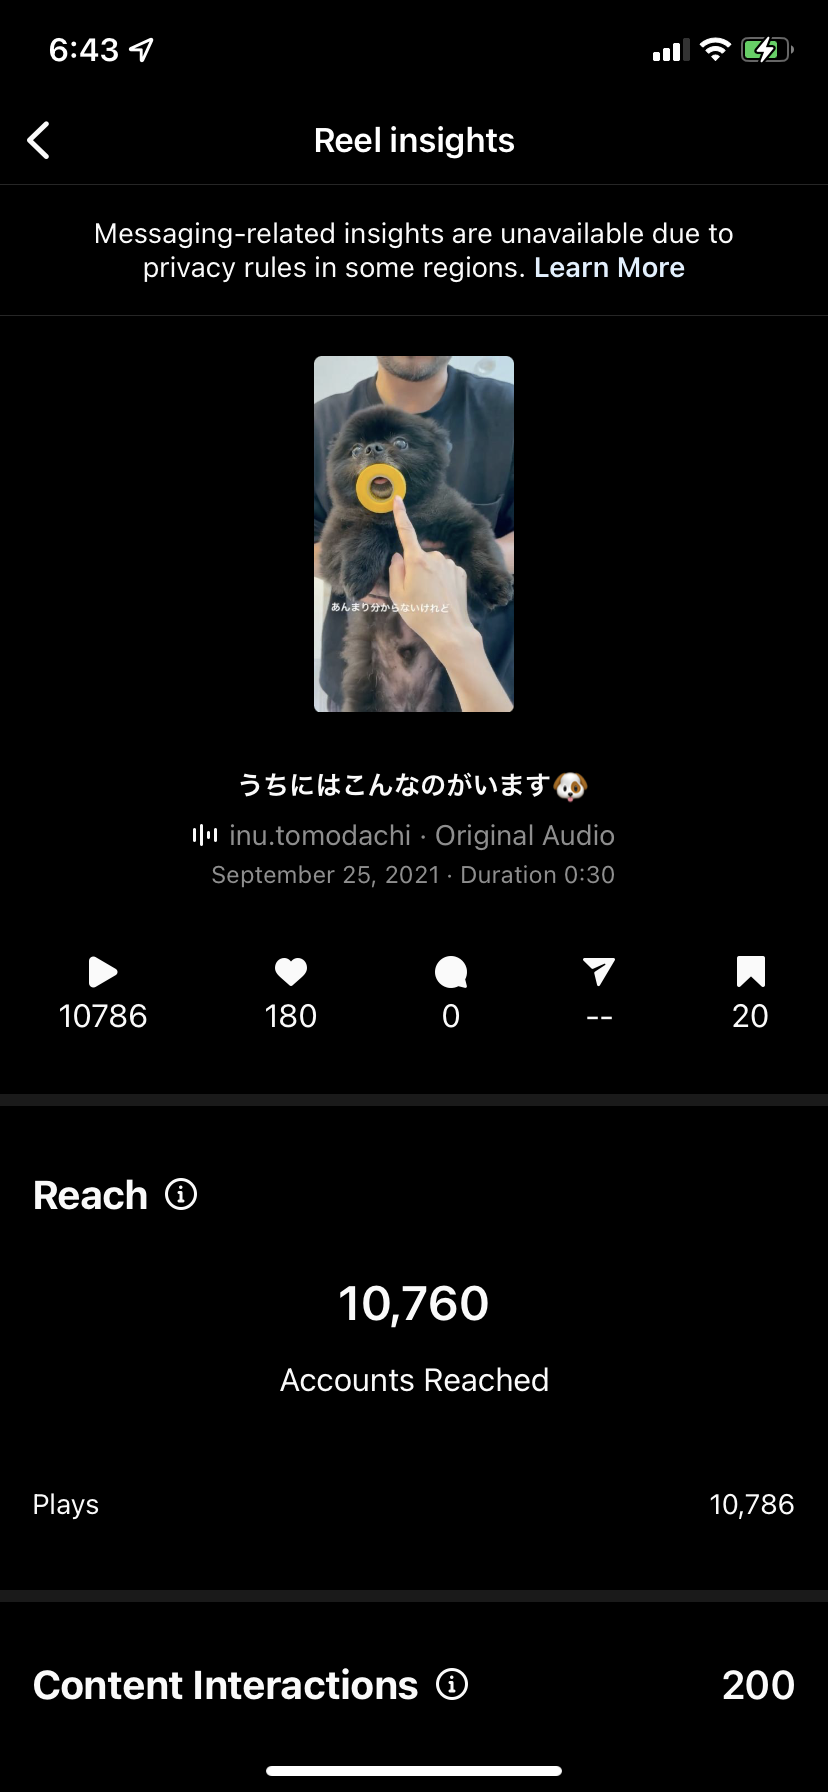 6:43
Reel insights
Messaging-related insights are unavailable due to
privacy rules in some regions. Learn More
あんまり分からないけれど
うちにはこんなのがいます🐶
inu.tomodachi · Original Audio
September 25, 2021 · Duration 0:30
10786 180 0 -- 20
Reach
10,760
Accounts Reached
Plays 10,786
Content Interactions 200